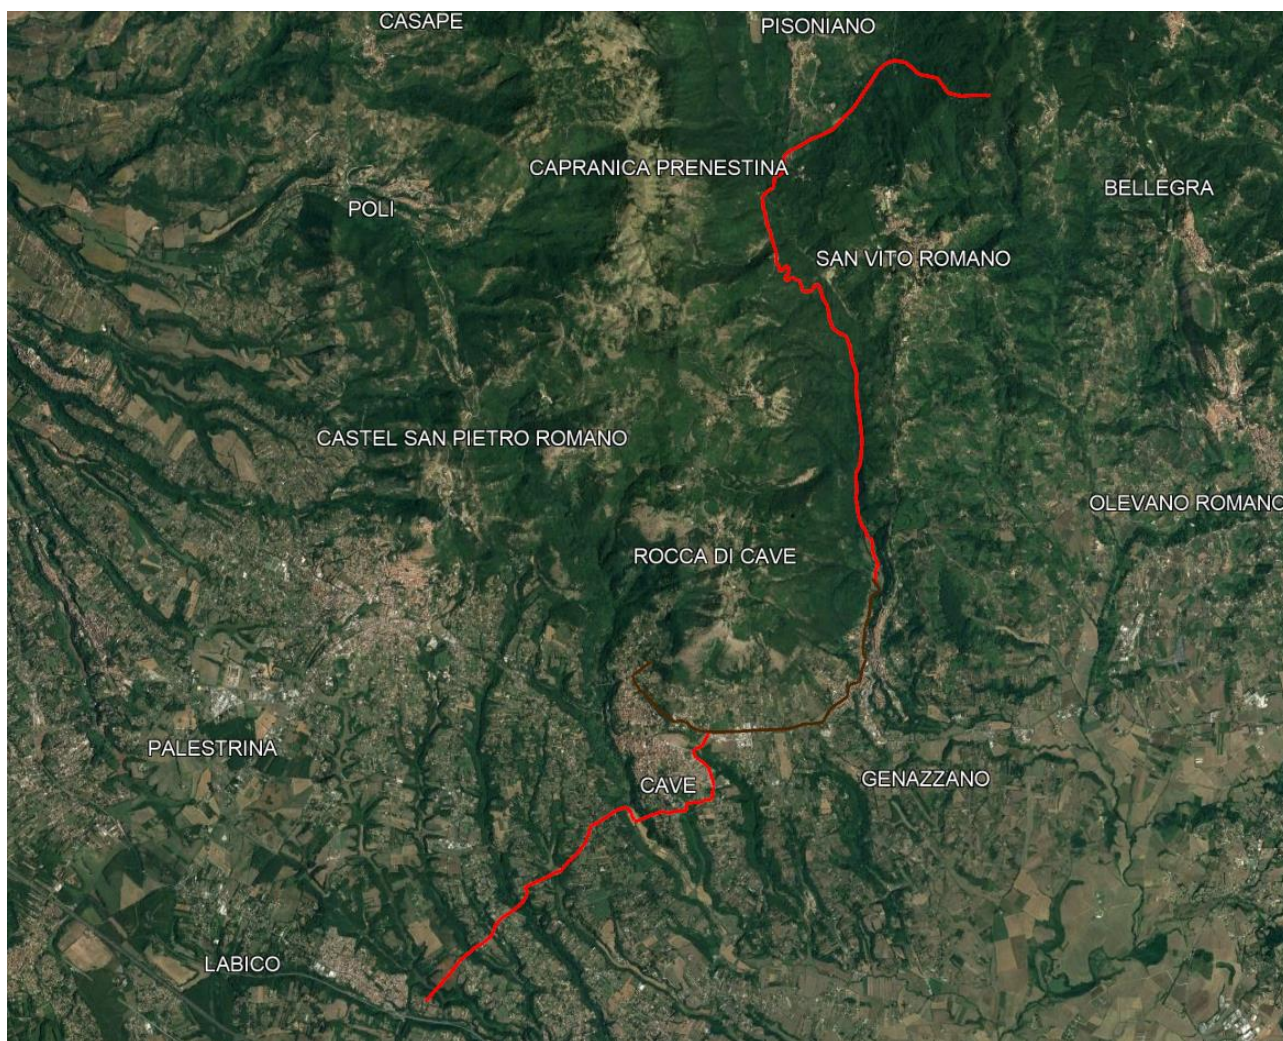 CASAPE
PISONIANO
CAPRANICA PRENESTINA
BELLEGRA
POLI
SAN VITO ROMANO
CASTEL SAN PIETRO ROMANO
OLEVANO ROMANO
ROCCA DI CAVE
PALESTRINA
GENAZZANO
CAVE
LABICO